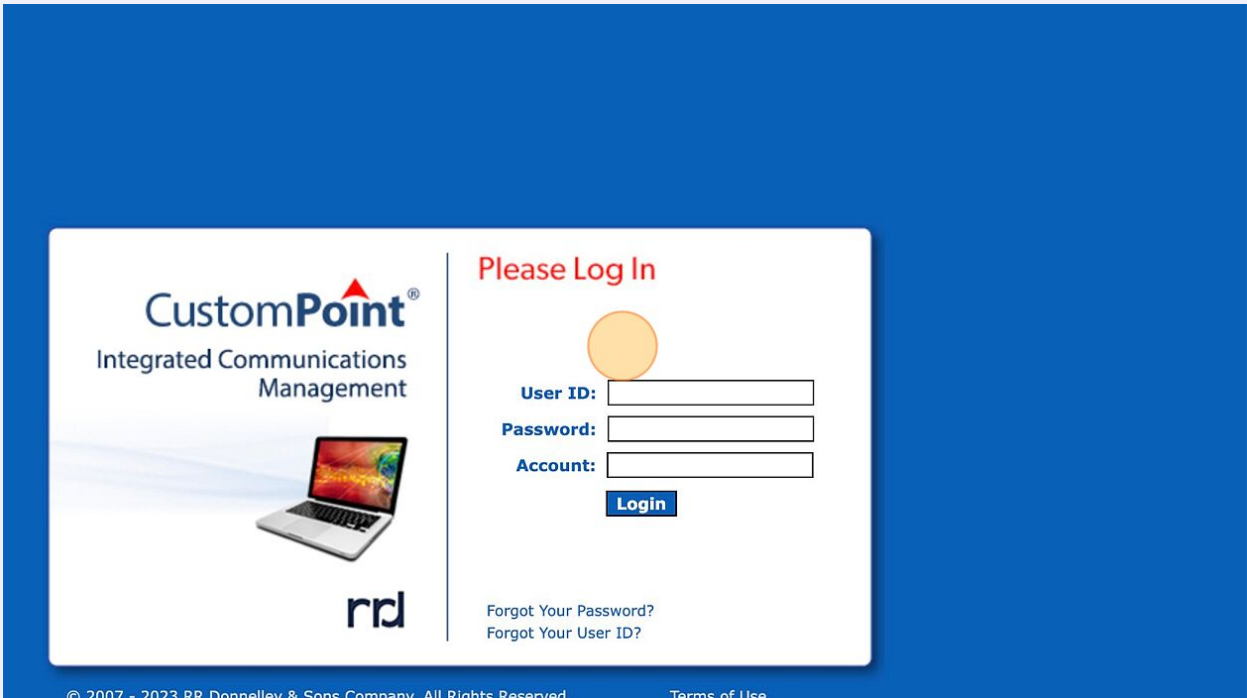 CustomPoint®
Integrated Communications
Management
rrd
Please Log In
User ID:
Password:
Account:
Login
Forgot Your Password?
Forgot Your User ID?
© 2007 - 2023 RR Donnelley & Sons Company. All Rights Reserved. Terms of Use